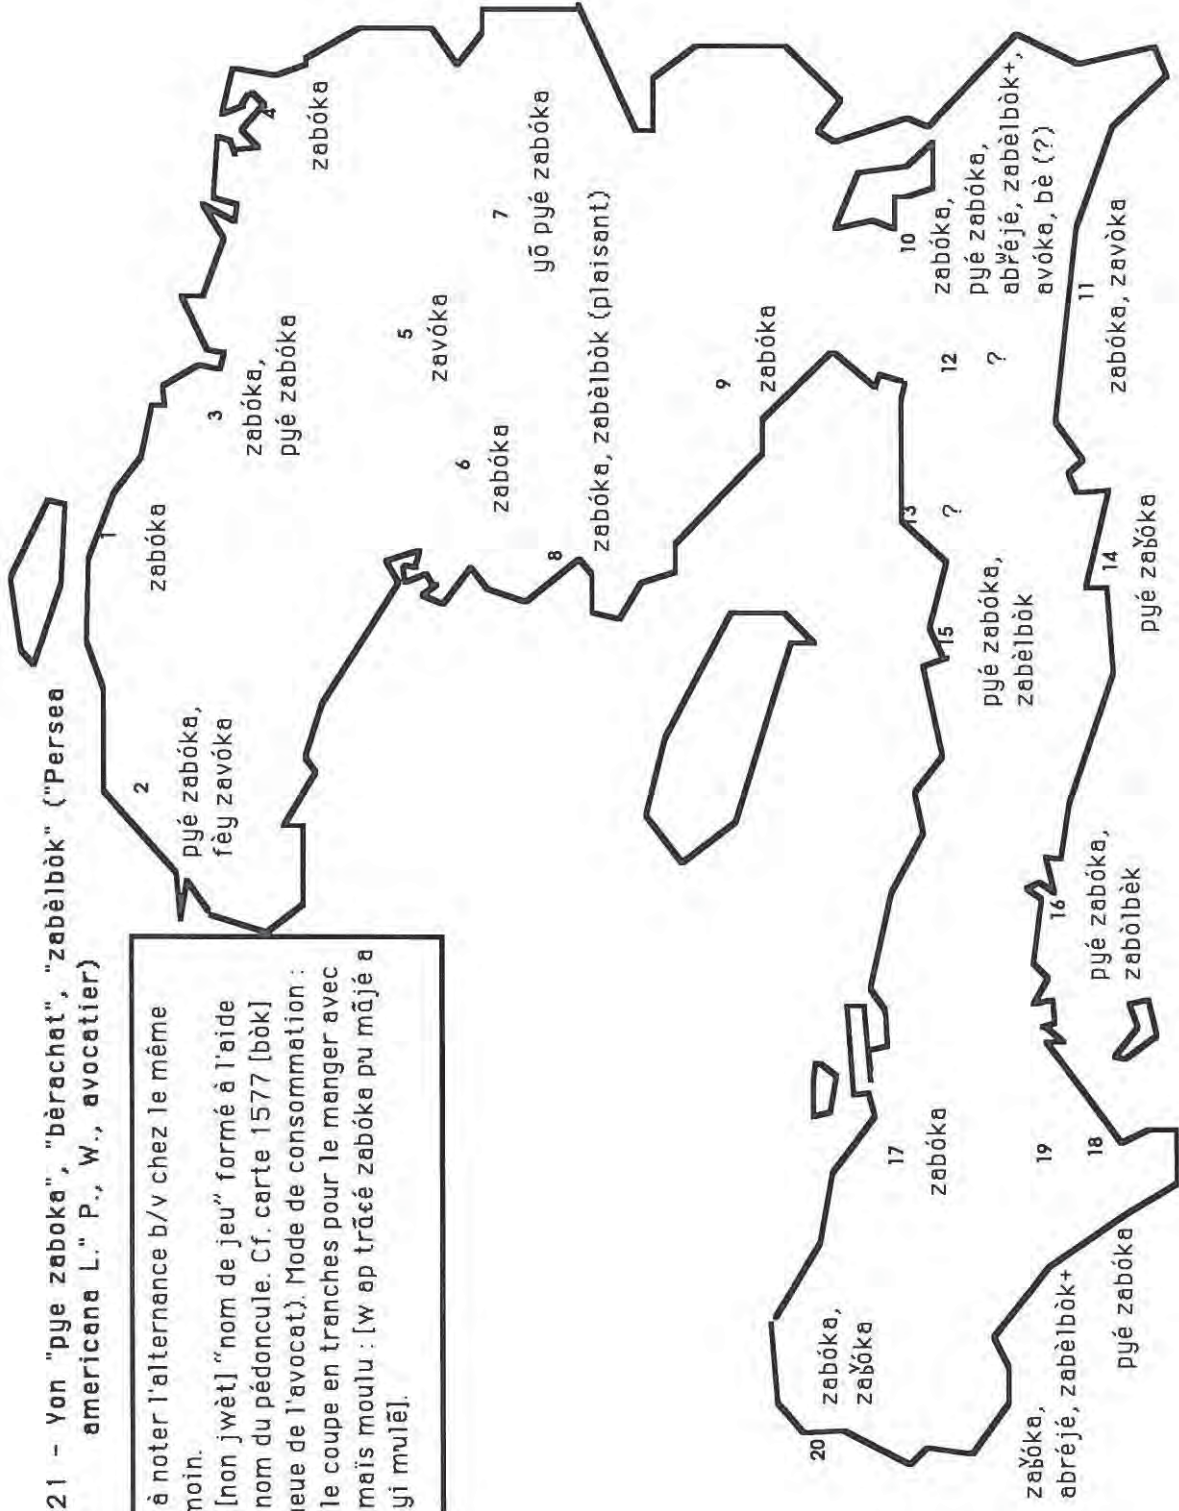 21 - Yon "pye zaboka", "bèrachat", "zabèlbòk" ("Persea
americana L." P., W., avocatier)
à noter l'alternance b/v chez le même
moin.
[non jwèt] "nom de jeu" formé à l'aide
nom du pédoncule. Cf. carte 1577 [bòk]
ueue de l'avocat). Mode de consommation :
le coupe en tranches pour le manger avec
maïs moulu : [w ap trãcé zabóka pu mãjé a
yi mulẽ].
1
zabóka
2
pyé zabóka,
fèy zavóka
3
zabóka,
pyé zabóka
4
zabóka
5
zavóka
6
zabóka
7
yõ pyé zabóka
8
zabóka, zabèlbòk (plaisant)
9
zabóka
10
zabóka,
pyé zabóka,
abréjé, zabèlbòk+,
avóka, bè (?)
11
zabóka, zavòka
12
?
13
?
14
pyé zabᵛóka
15
pyé zabóka,
zabèlbòk
16
pyé zabóka,
zabòlbèk
17
zabóka
18
pyé zabóka
19
zabᵛóka,
abréjé, zabèlbòk+
20
zabóka,
zabᵛóka